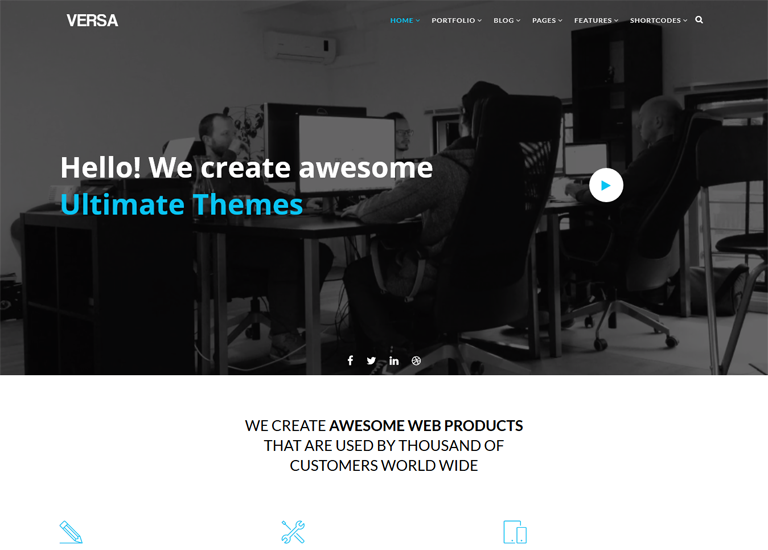 VERSA
HOME PORTFOLIO BLOG PAGES FEATURES SHORTCODES
Hello! We create awesome
Ultimate Themes
WE CREATE AWESOME WEB PRODUCTS
THAT ARE USED BY THOUSAND OF
CUSTOMERS WORLD WIDE